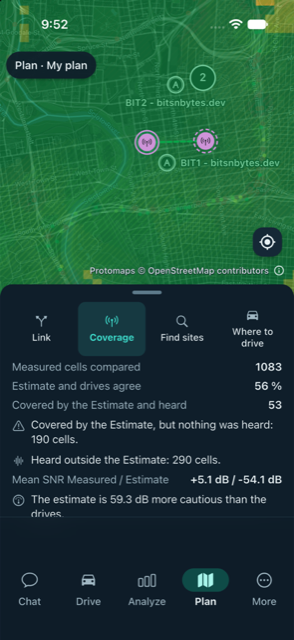 9:52
Plan · My plan
2
A
BIT2 - bitsnbytes.dev
A
BIT1 - bitsnbytes.dev
Protomaps © OpenStreetMap contributors
Link
Coverage
Find sites
Where to
drive
Measured cells compared 1083
Estimate and drives agree 56 %
Covered by the Estimate and heard 53
Covered by the Estimate, but nothing was heard:
190 cells.
Heard outside the Estimate: 290 cells.
Mean SNR Measured / Estimate +5.1 dB / -54.1 dB
The estimate is 59.3 dB more cautious than the
drives.
Chat
Drive
Analyze
Plan
More